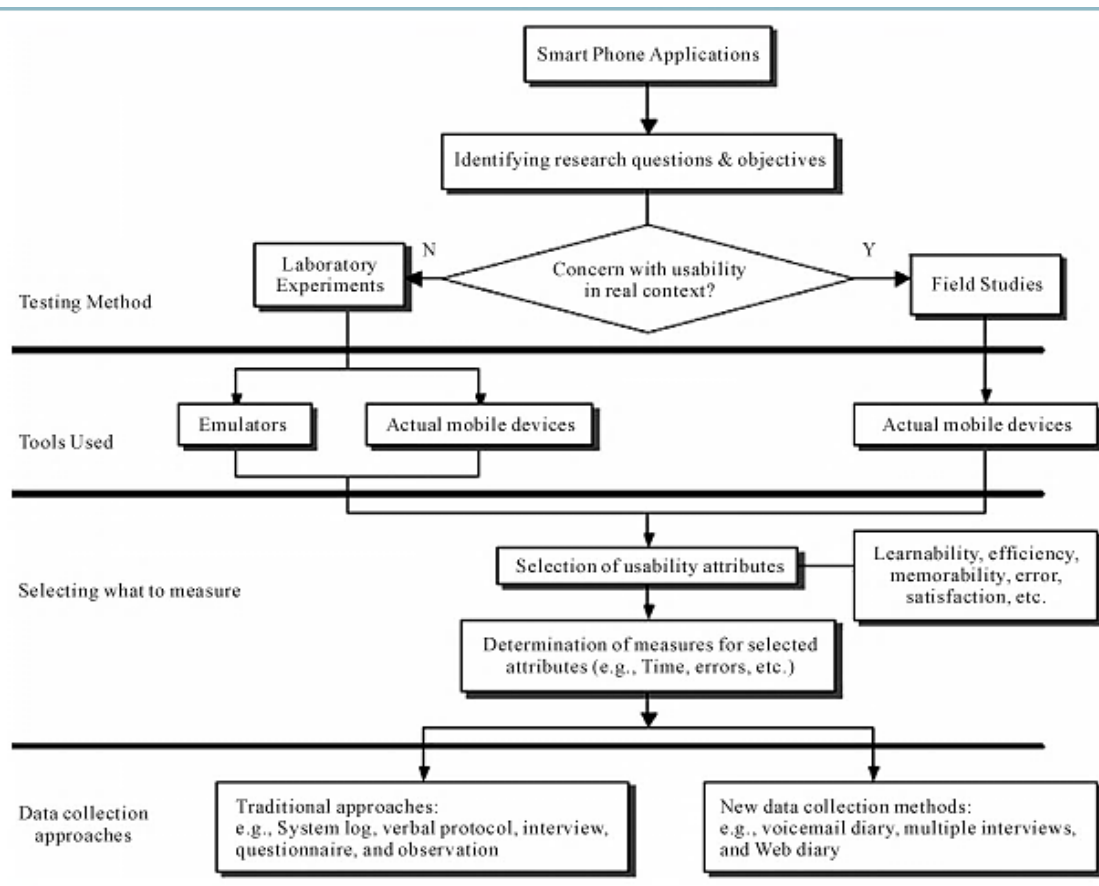 Smart Phone Applications
Identifying research questions & objectives
N
Y
Laboratory
Experiments
Concern with usability
in real context?
Field Studies
Testing Method
Emulators
Actual mobile devices
Actual mobile devices
Tools Used
Selection of usability attributes
Learnability, efficiency,
memorability, error,
satisfaction, etc.
Selecting what to measure
Determination of measures for selected
attributes (e.g., Time, errors, etc.)
Data collection
approaches
Traditional approaches:
e.g., System log, verbal protocol, interview,
questionnaire, and observation
New data collection methods:
e.g., voicemail diary, multiple interviews,
and Web diary